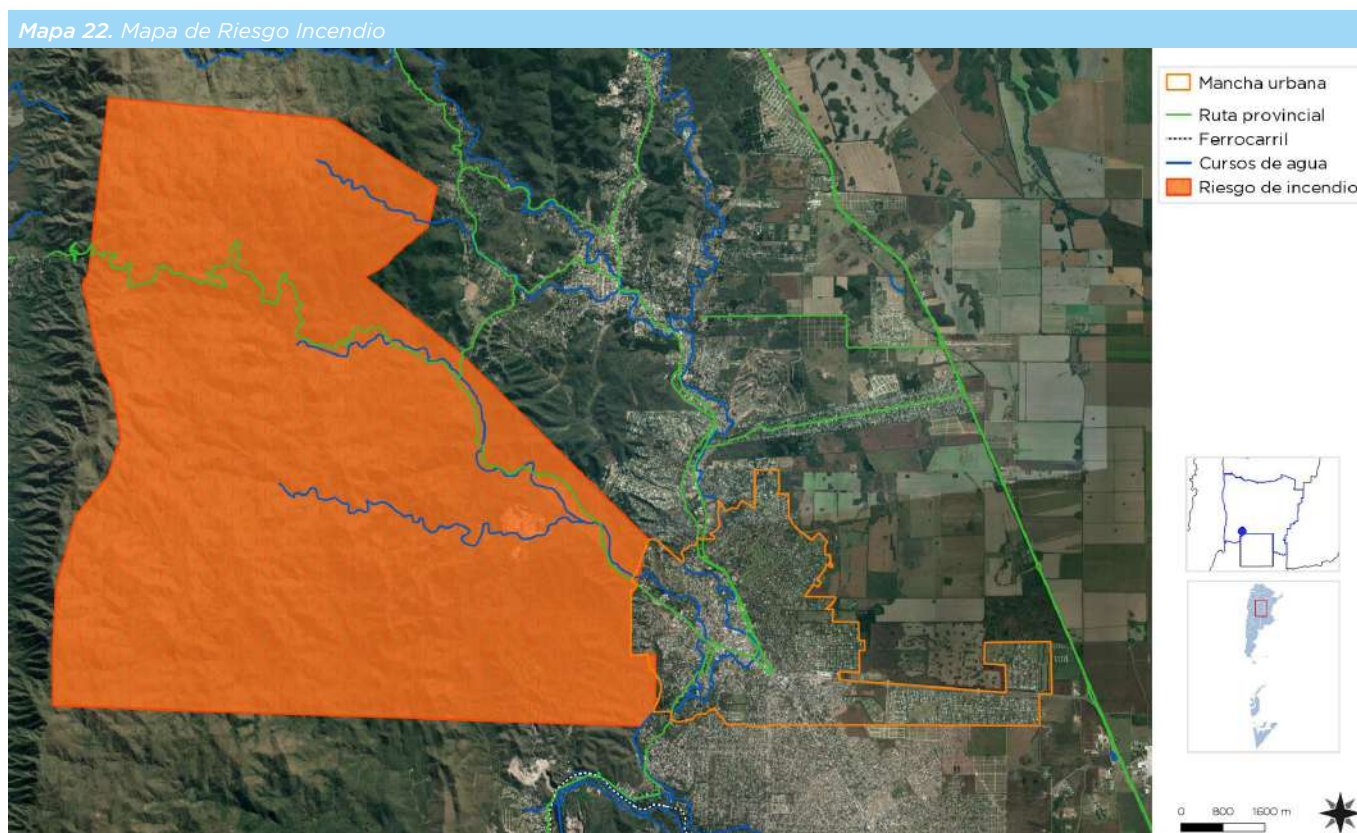 Mapa 22. Mapa de Riesgo Incendio
Mancha urbana
Ruta provincial
Ferrocarril
Cursos de agua
Riesgo de incendio
0 800 1600 m